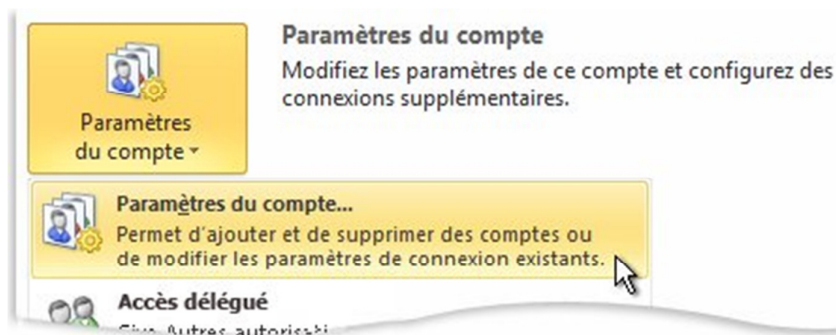 Paramètres du compte
Modifiez les paramètres de ce compte et configurez des
connexions supplémentaires.
Paramètres
du compte
Paramètres du compte...
Permet d'ajouter et de supprimer des comptes ou
de modifier les paramètres de connexion existants.
Accès délégué